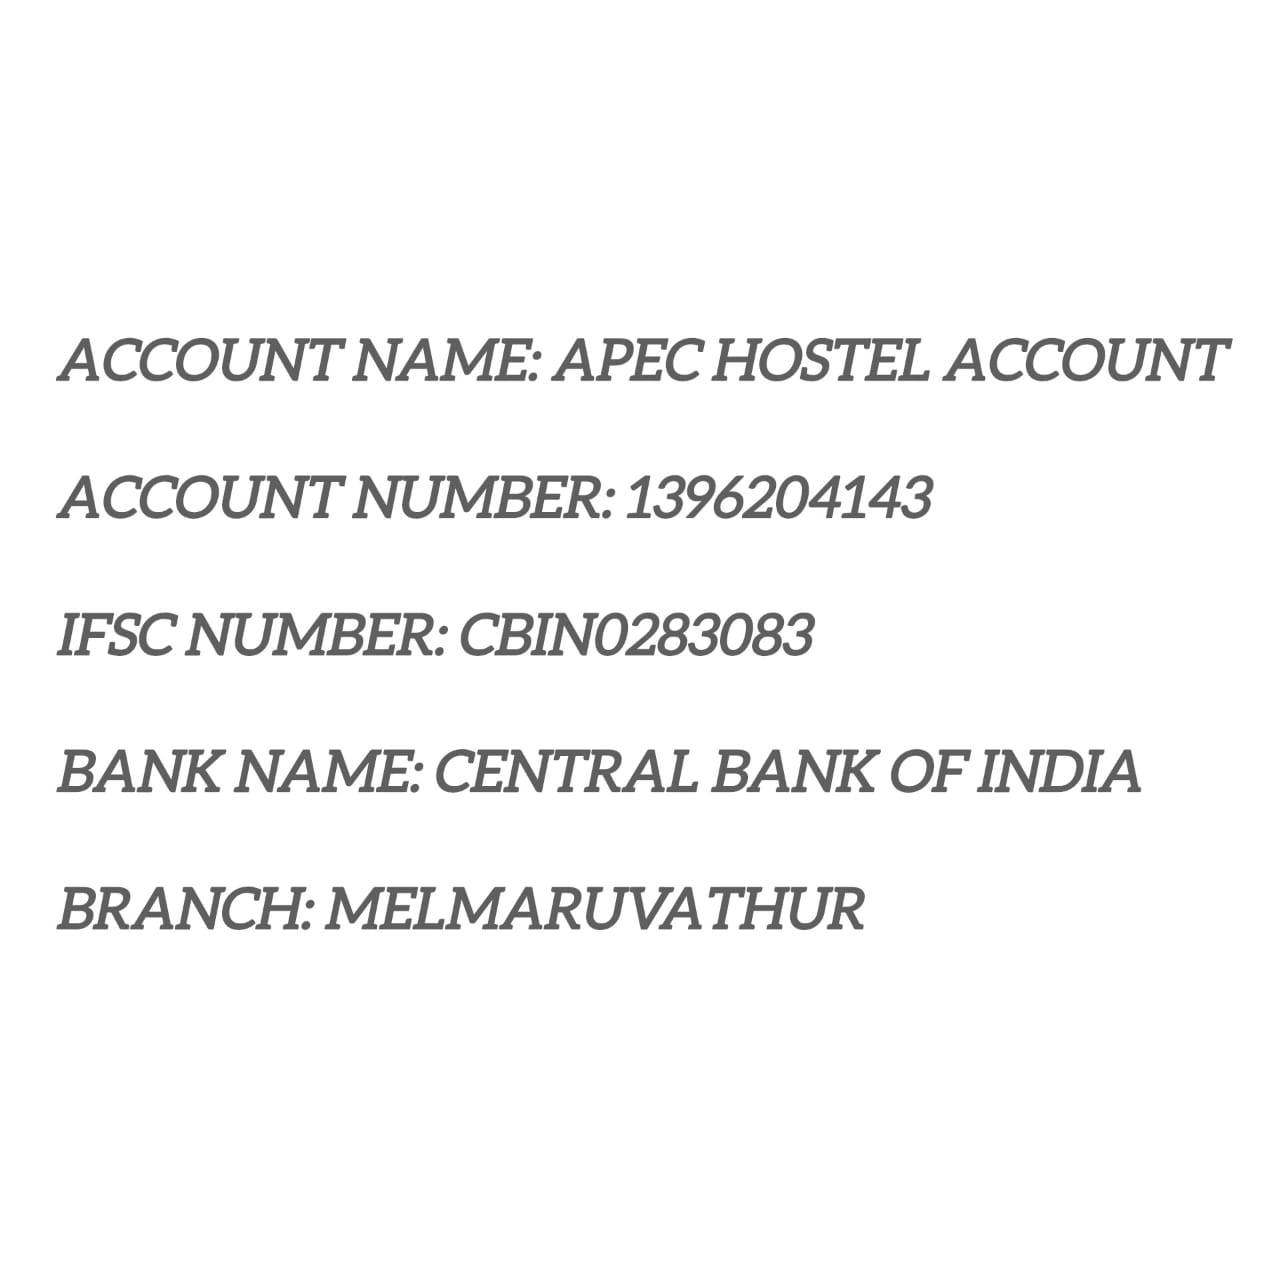 ACCOUNT NAME: APEC HOSTEL ACCOUNT
ACCOUNT NUMBER: 1396204143
IFSC NUMBER: CBIN0283083
BANK NAME: CENTRAL BANK OF INDIA
BRANCH: MELMARUVATHUR